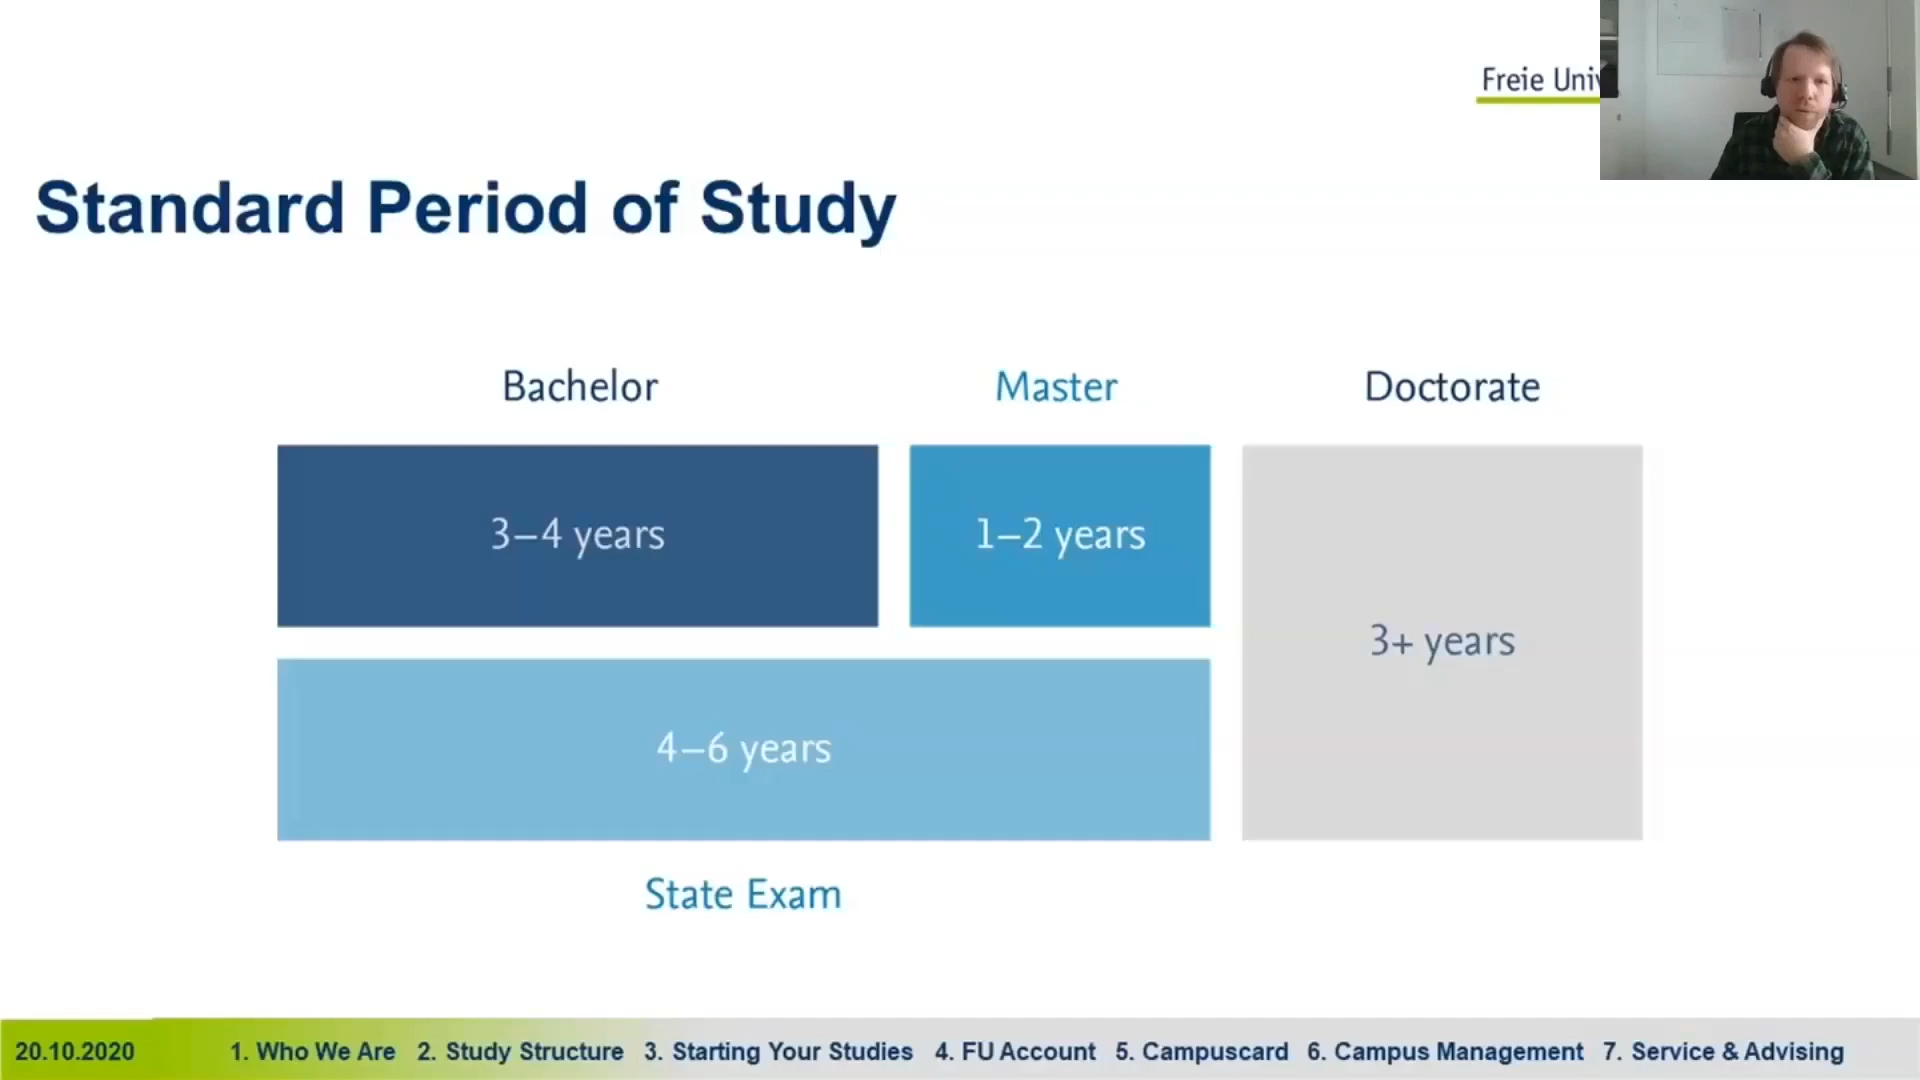 Freie Univ
Standard Period of Study
Bachelor
Master
Doctorate
3–4 years
1–2 years
3+ years
4–6 years
State Exam
20.10.2020 1. Who We Are 2. Study Structure 3. Starting Your Studies 4. FU Account 5. Campuscard 6. Campus Management 7. Service & Advising